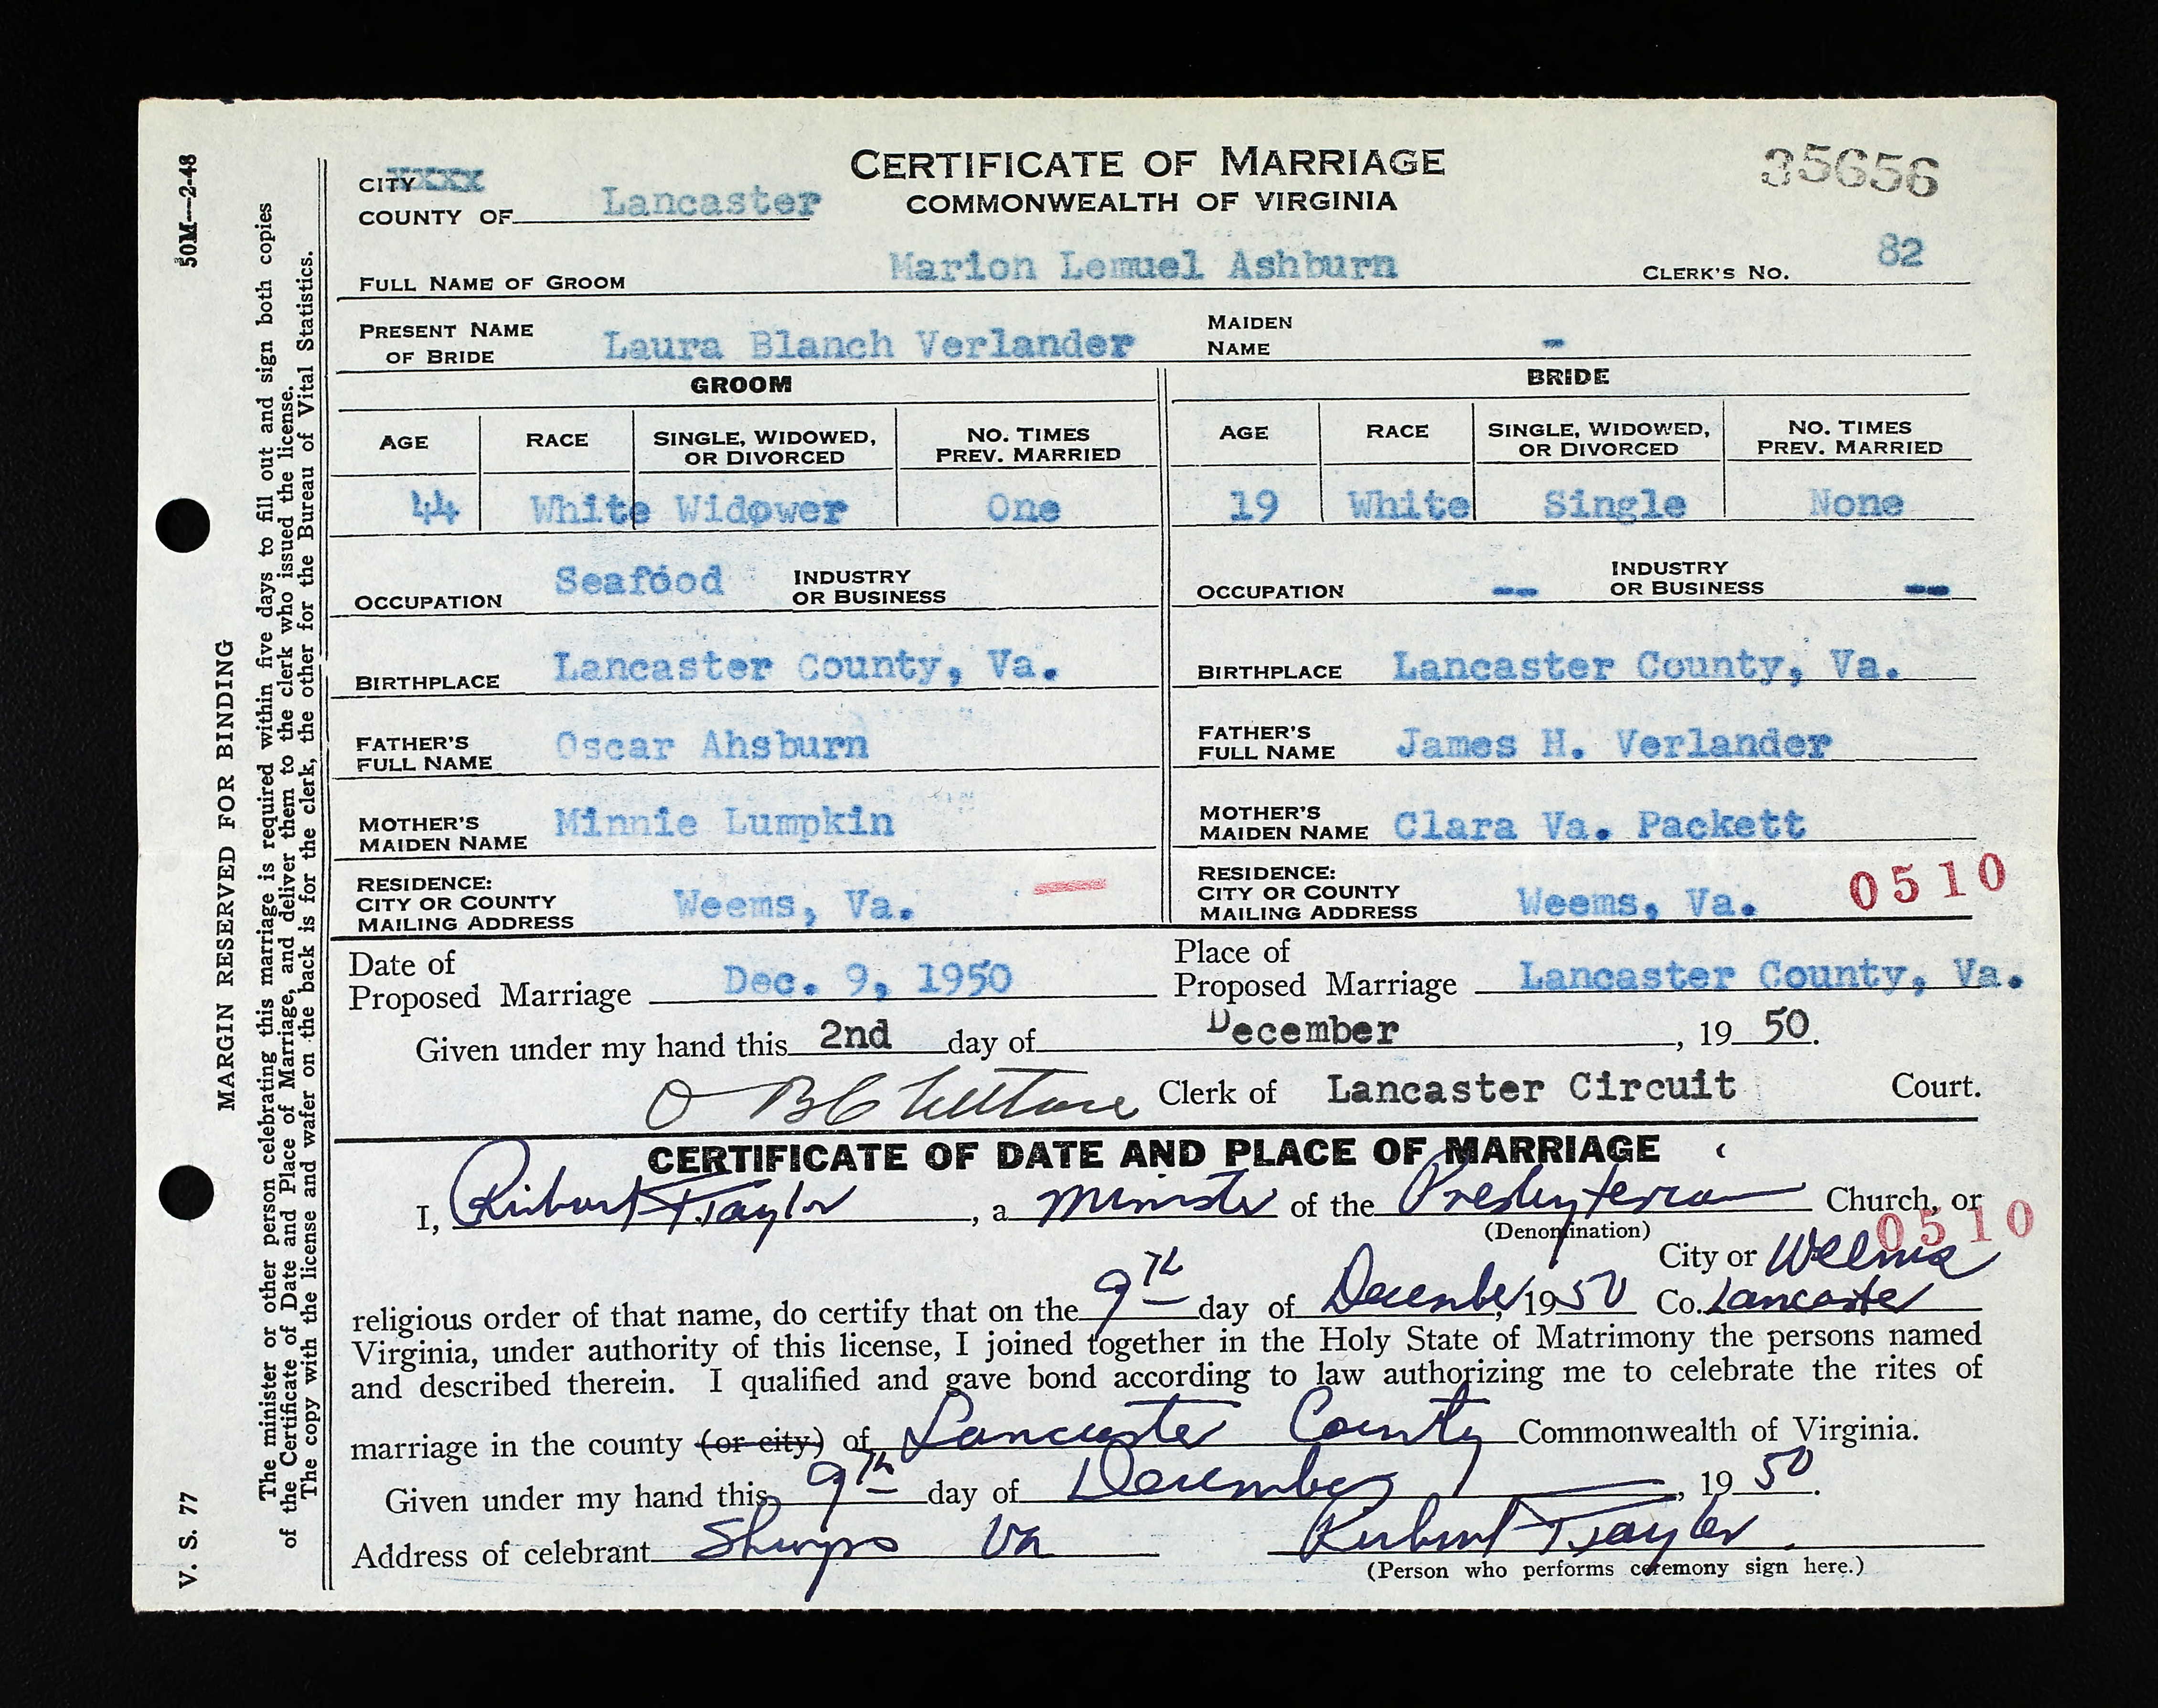 50M—2-48
CITY XXXX
COUNTY OF Lancaster
CERTIFICATE OF MARRIAGE
COMMONWEALTH OF VIRGINIA
35656
FULL NAME OF GROOM Marion Lemuel Ashburn CLERK'S NO. 82
PRESENT NAME OF BRIDE Laura Blanch Verlander MAIDEN NAME -
GROOM
AGE RACE SINGLE, WIDOWED, OR DIVORCED NO. TIMES PREV. MARRIED
44 White Widower One
OCCUPATION Seafood INDUSTRY OR BUSINESS
BIRTHPLACE Lancaster County, Va.
FATHER'S FULL NAME Oscar Ahsburn
MOTHER'S MAIDEN NAME Minnie Lumpkin
RESIDENCE:
CITY OR COUNTY
MAILING ADDRESS Weems, Va.
BRIDE
AGE RACE SINGLE, WIDOWED, OR DIVORCED NO. TIMES PREV. MARRIED
19 White Single None
OCCUPATION -- INDUSTRY OR BUSINESS --
BIRTHPLACE Lancaster County, Va.
FATHER'S FULL NAME James H. Verlander
MOTHER'S MAIDEN NAME Clara Va. Packett
RESIDENCE:
CITY OR COUNTY
MAILING ADDRESS Weems, Va. 0510
Date of Proposed Marriage Dec. 9, 1950
Place of Proposed Marriage Lancaster County, Va.
Given under my hand this 2nd day of December, 19 50.
Clerk of Lancaster Circuit Court.
CERTIFICATE OF DATE AND PLACE OF MARRIAGE
I, Taylor, a Minister of the Presbyterian Church, or
(Denomination)
0510
City or Weems
religious order of that name, do certify that on the 9th day of December, 1950 Co. Lancaster
Virginia, under authority of this license, I joined together in the Holy State of Matrimony the persons named
and described therein. I qualified and gave bond according to law authorizing me to celebrate the rites of
marriage in the county (or city) of Lancaster County Commonwealth of Virginia.
Given under my hand this 9th day of December, 19 50.
Address of celebrant Sharps Va Taylor
(Person who performs ceremony sign here.)
MARGIN RESERVED FOR BINDING
The minister or other person celebrating this marriage is required within five days to fill out and sign both copies
of the Certificate of Date and Place of Marriage, and deliver them to the clerk who issued the license.
The copy with the license and wafer on the back is for the clerk, the other for the Bureau of Vital Statistics.
V. S. 77